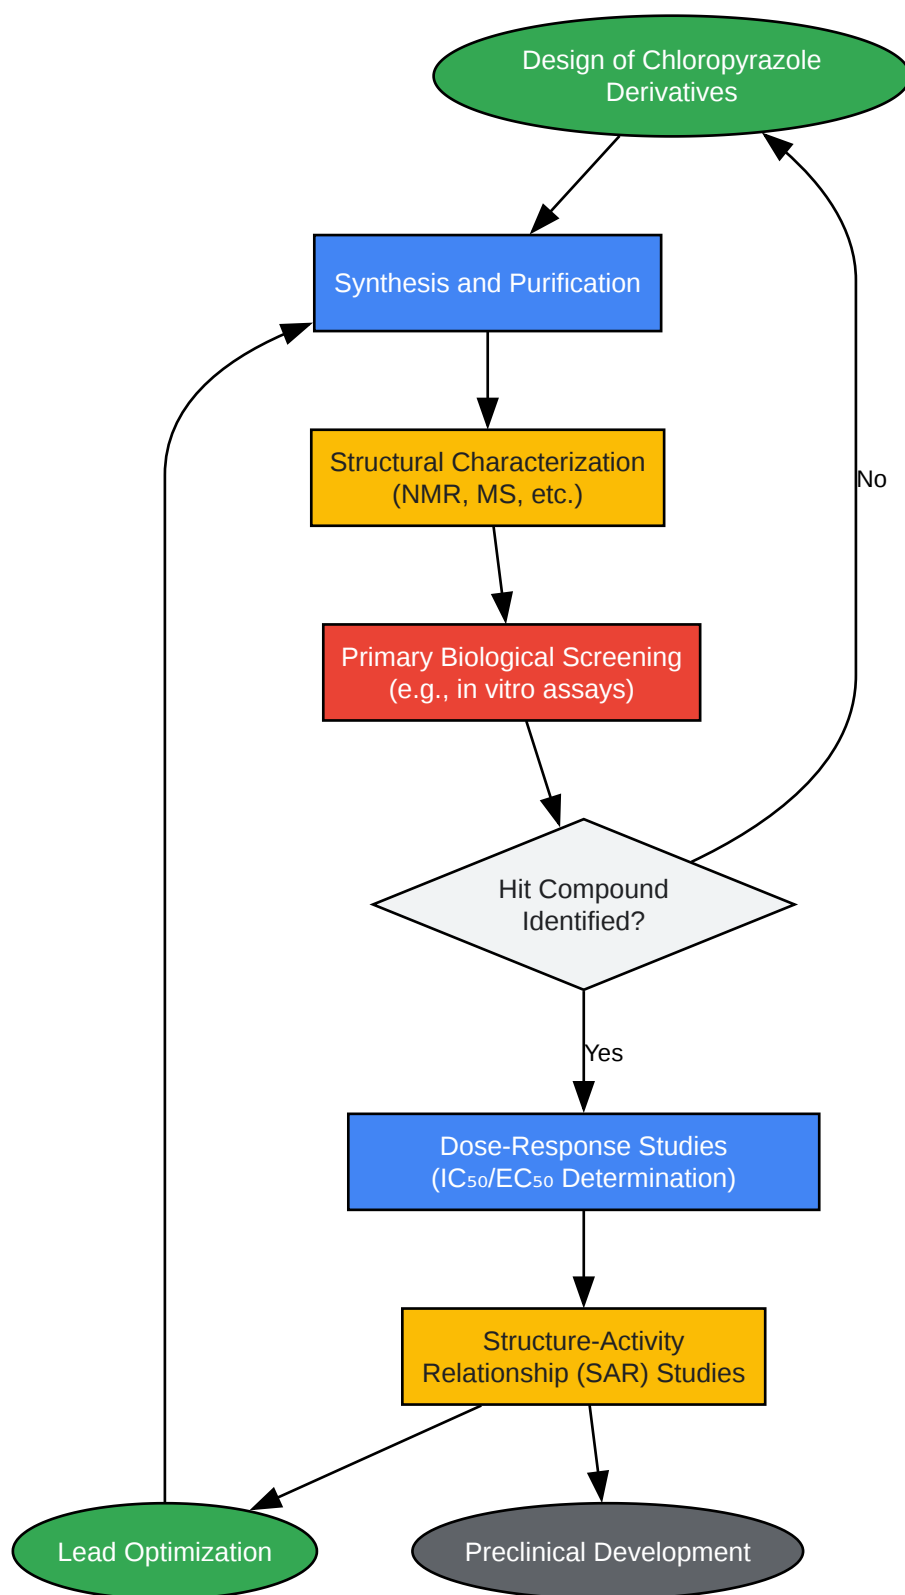 Design of Chloropyrazole
Derivatives
Synthesis and Purification
Structural Characterization
(NMR, MS, etc.)
No
Primary Biological Screening
(e.g., in vitro assays)
Hit Compound
Identified?
Yes
Dose-Response Studies
(IC₅₀/EC₅₀ Determination)
Structure-Activity
Relationship (SAR) Studies
Lead Optimization
Preclinical Development